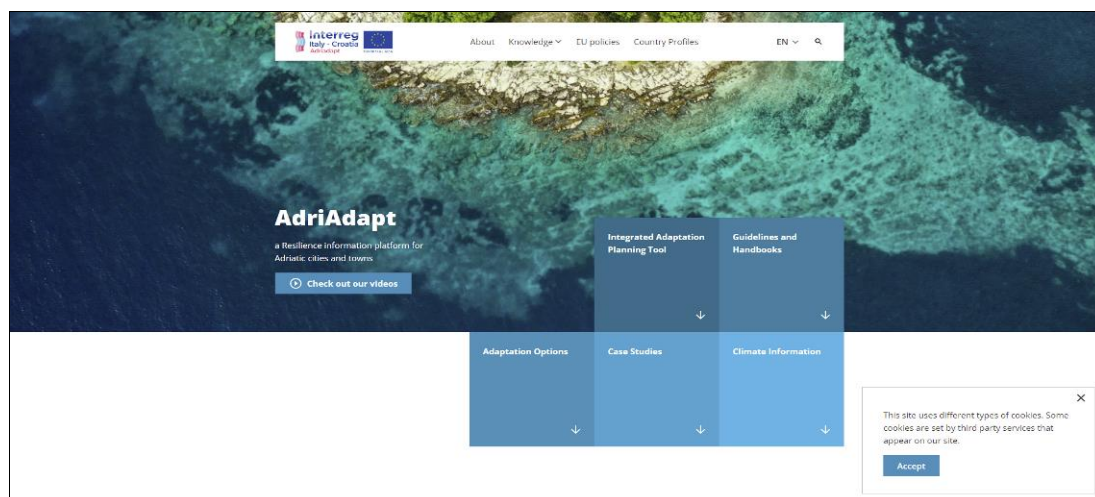 Interreg
Italy - Croatia
AdriAdapt
About Knowledge EU policies Country Profiles EN
AdriAdapt
a Resilience information platform for
Adriatic cities and towns
Check out our videos
Integrated Adaptation
Planning Tool
Guidelines and
Handbooks
Adaptation Options
Case Studies
Climate Information
This site uses different types of cookies. Some
cookies are set by third party services that
appear on our site.
Accept